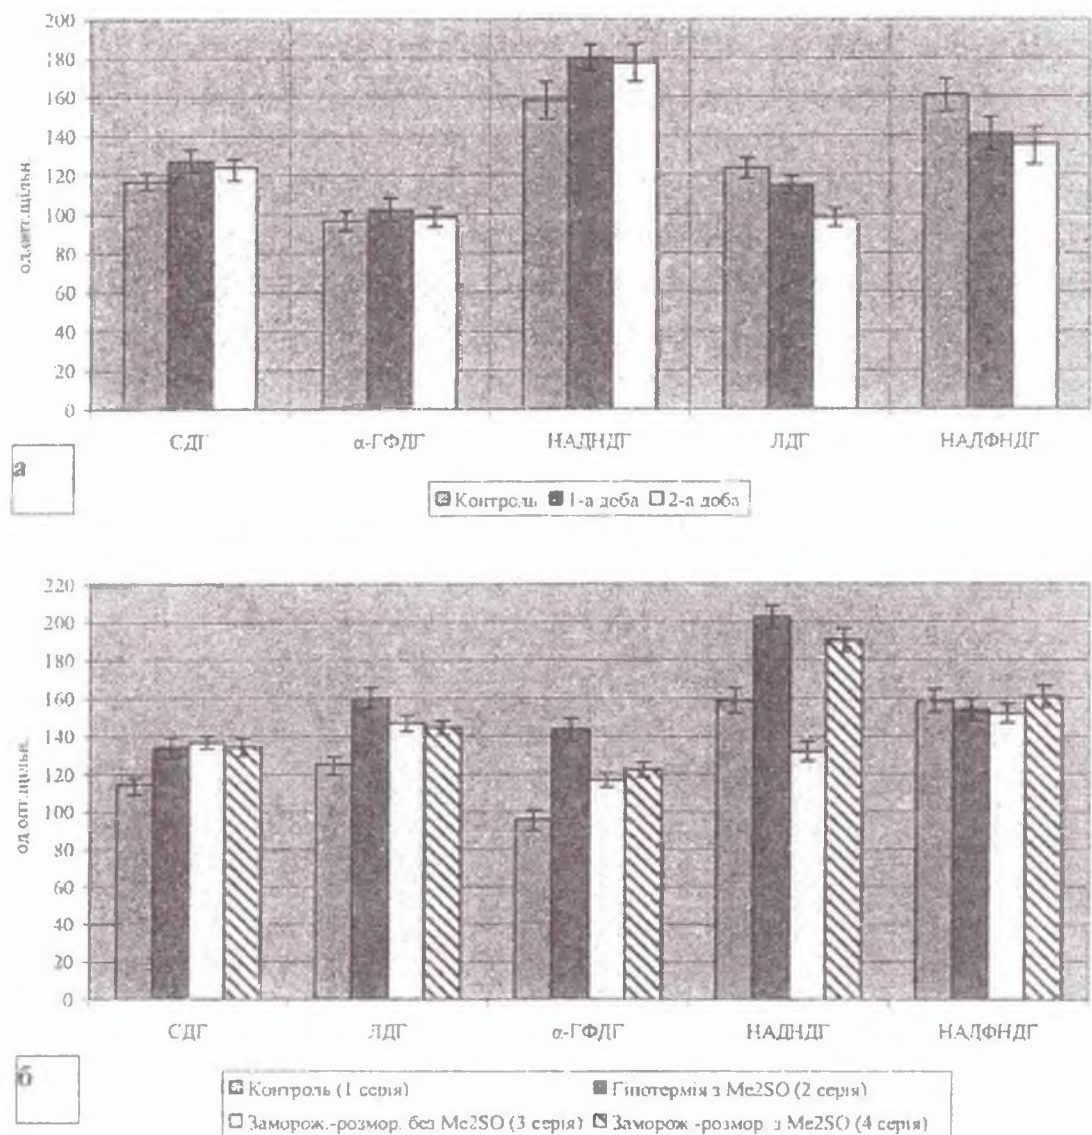 200
180
160
140
120
100
80
60
40
20
0
од.опт.щільн.
СДГ α-ГФДГ НАДНДГ ЛДГ НАДФНДГ
а
Контроль 1-а доба 2-а доба
220
200
180
160
140
120
100
80
60
40
20
0
од.опт.щільн.
СДГ ЛДГ α-ГФДГ НАДНДГ НАДФНДГ
б
Контроль (1 серія) Гіпотермія з Me2SO (2 серія)
Заморож.-розмор. без Me2SO (3 серія) Заморож.-розмор. з Me2SO (4 серія)